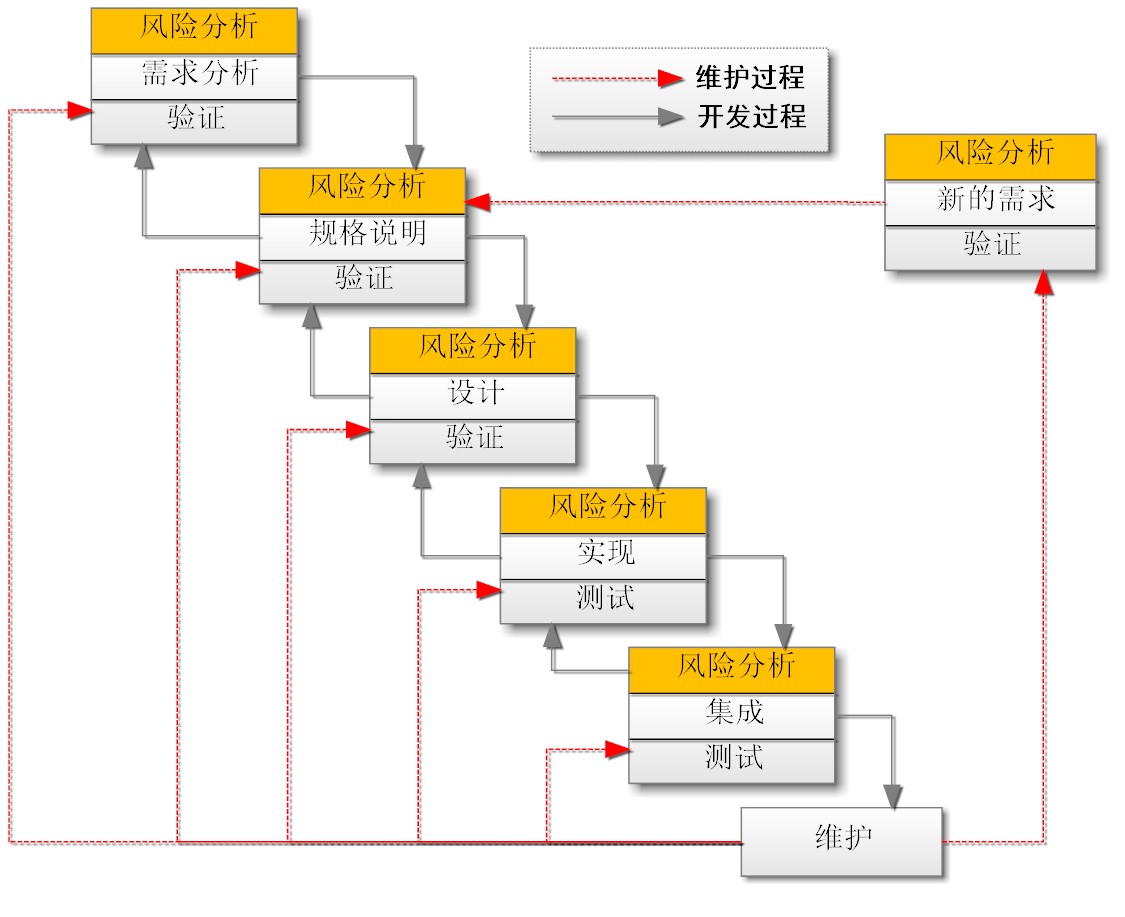 风险分析
需求分析
验证
维护过程
开发过程
风险分析
新的需求
验证
风险分析
规格说明
验证
风险分析
设计
验证
风险分析
实现
测试
风险分析
集成
测试
维护